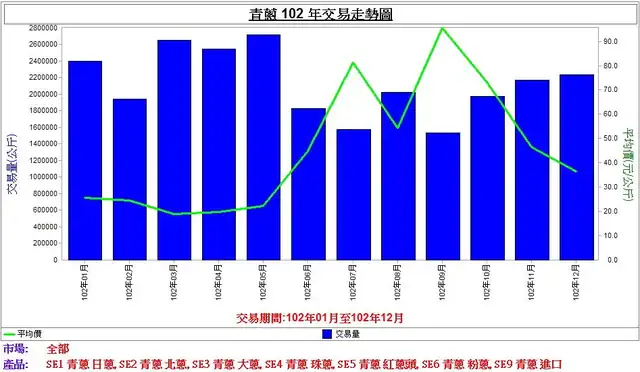 青蔥 102 年交易走勢圖
2800000
2600000
2400000
2200000
2000000
1800000
1600000
1400000
1200000
1000000
800000
600000
400000
200000
0
交易量(公斤)
90.0
80.0
70.0
60.0
50.0
40.0
30.0
20.0
10.0
0.0
平均價(元/公斤)
102年01月
102年02月
102年03月
102年04月
102年05月
102年06月
102年07月
102年08月
102年09月
102年10月
102年11月
102年12月
交易期間:102年01月至102年12月
平均價 交易量
市場: 全部
產品: SE1 青蔥 日蔥, SE2 青蔥 北蔥, SE3 青蔥 大蔥, SE4 青蔥 珠蔥, SE5 青蔥 紅蔥頭, SE6 青蔥 粉蔥, SE9 青蔥 進口